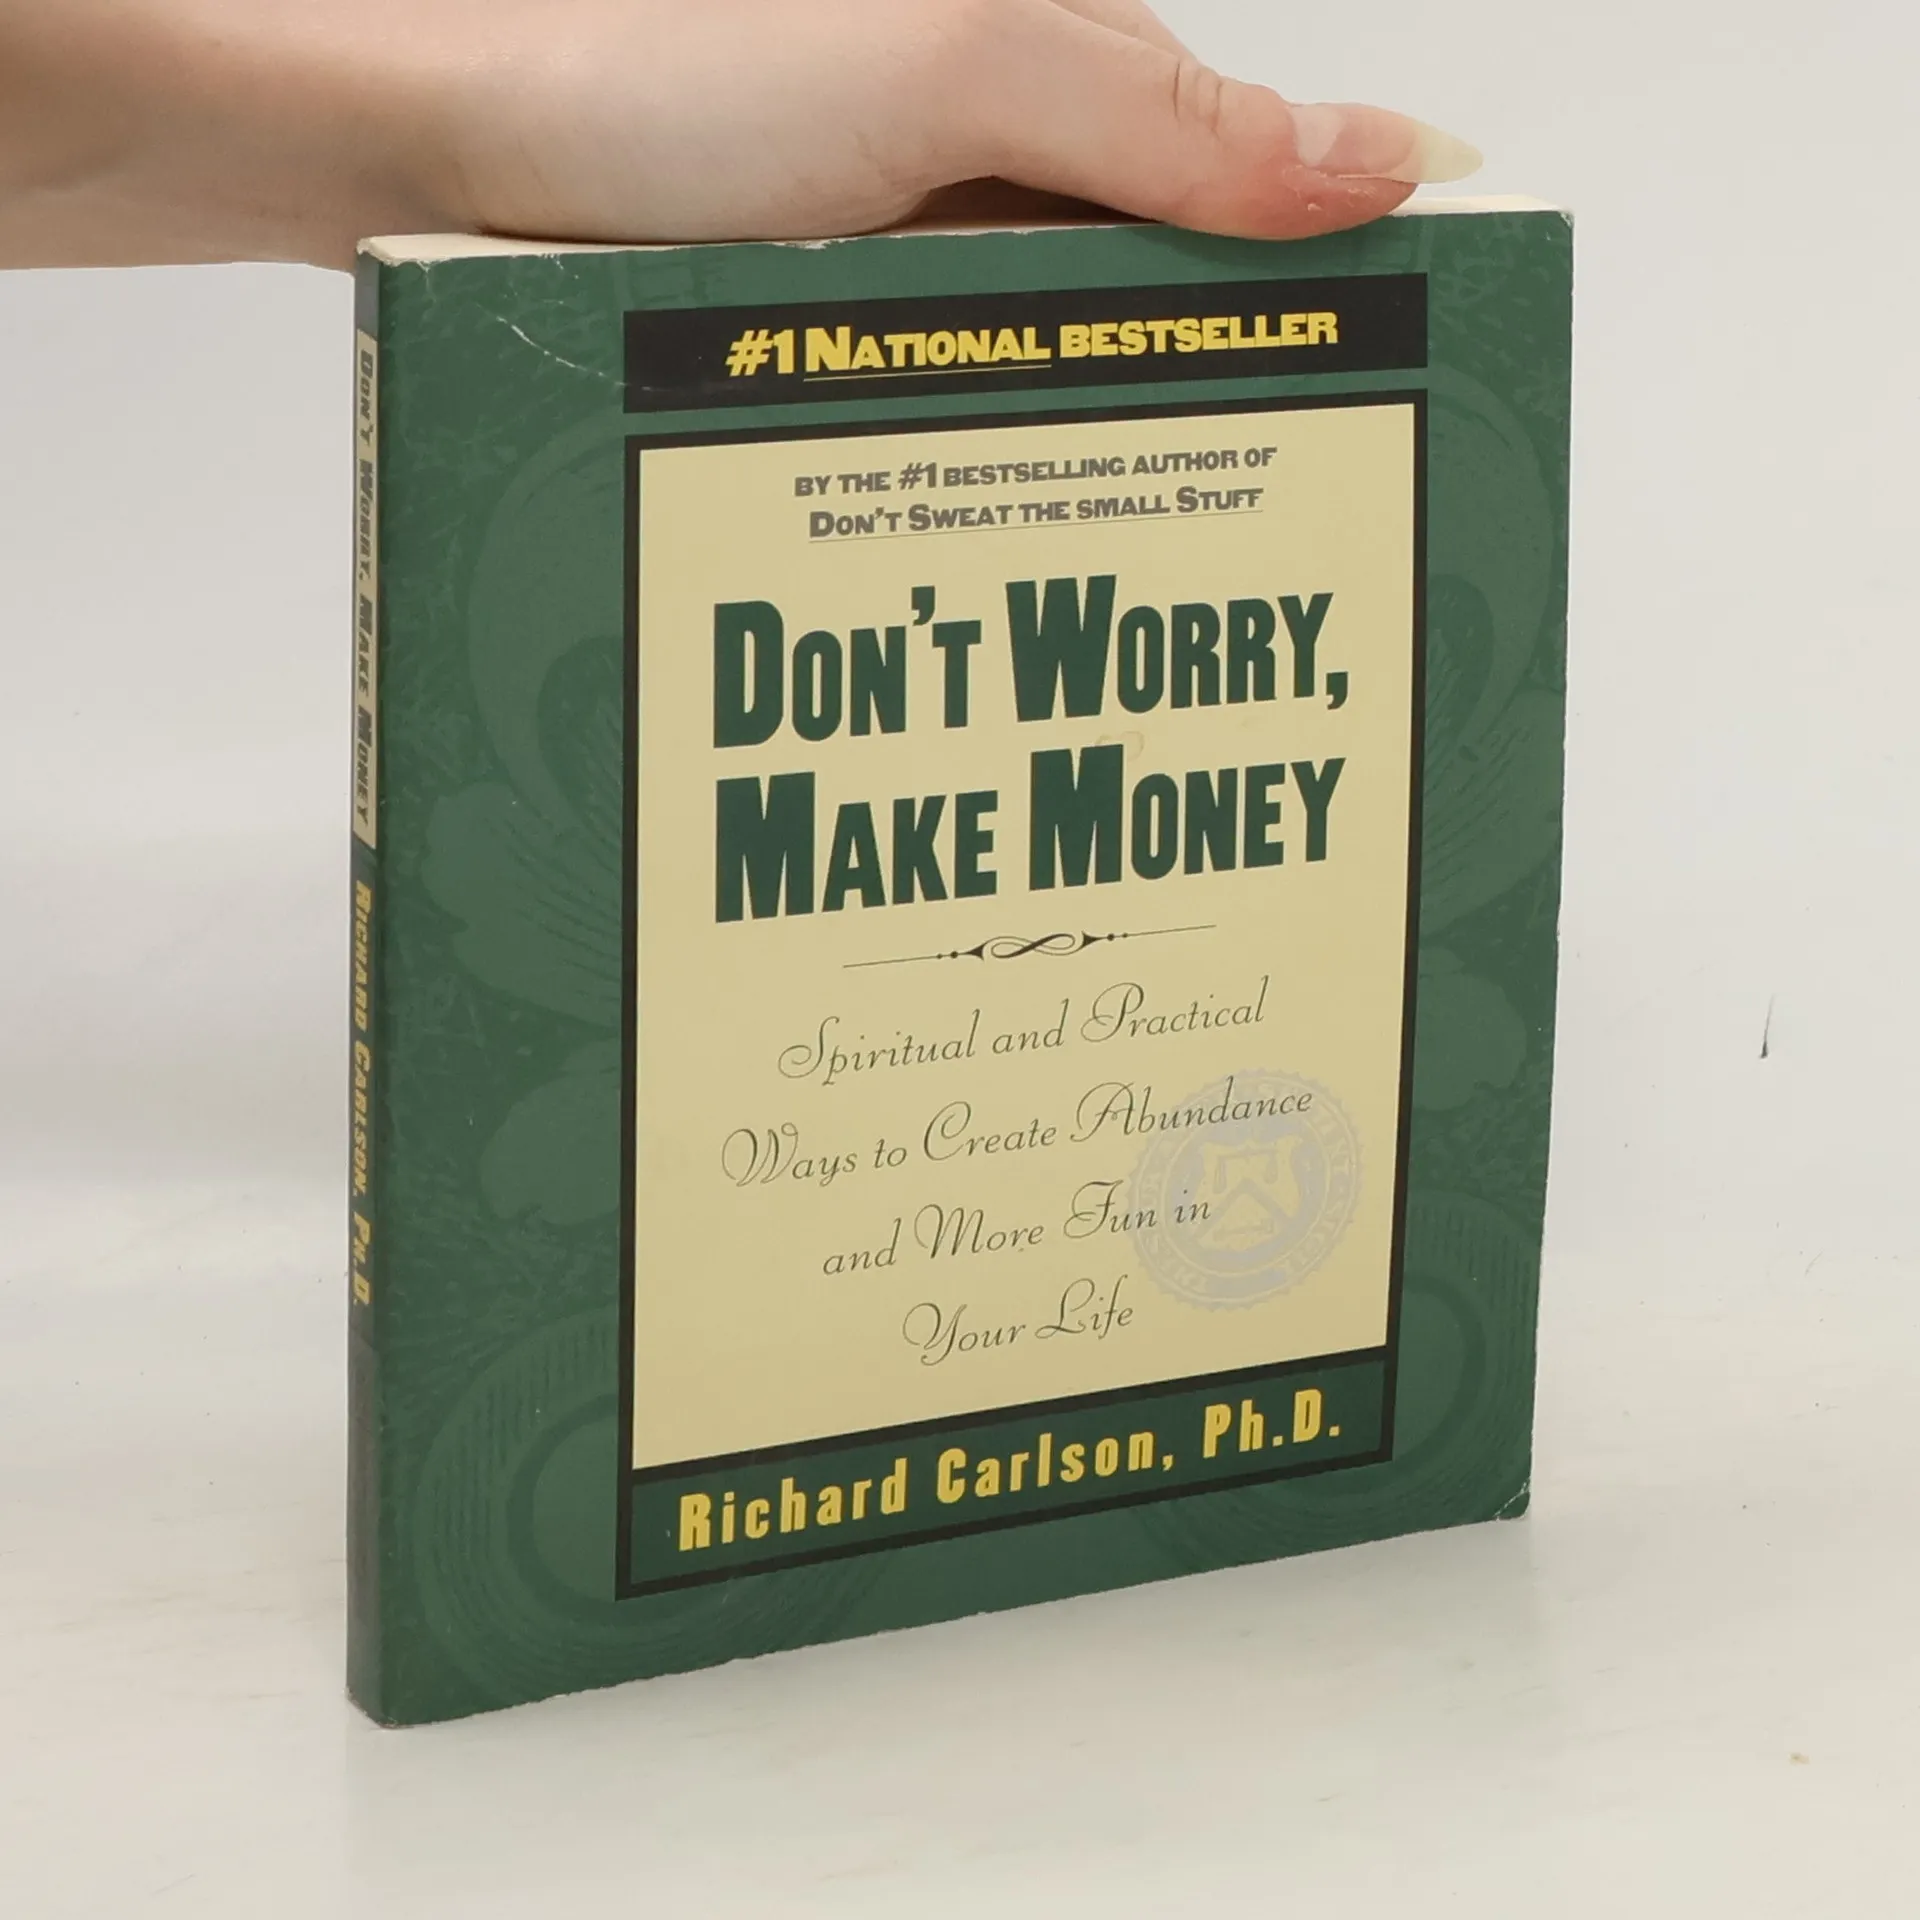 #1 NATIONAL BESTSELLER
BY THE #1 BESTSELLING AUTHOR OF
DON'T SWEAT THE SMALL STUFF
DON'T WORRY,
MAKE MONEY
Spiritual and Practical
Ways to Create Abundance
and More Fun in
Your Life
Richard Carlson, Ph.D.
DON'T WORRY, MAKE MONEY RICHARD CARLSON, PH.D.